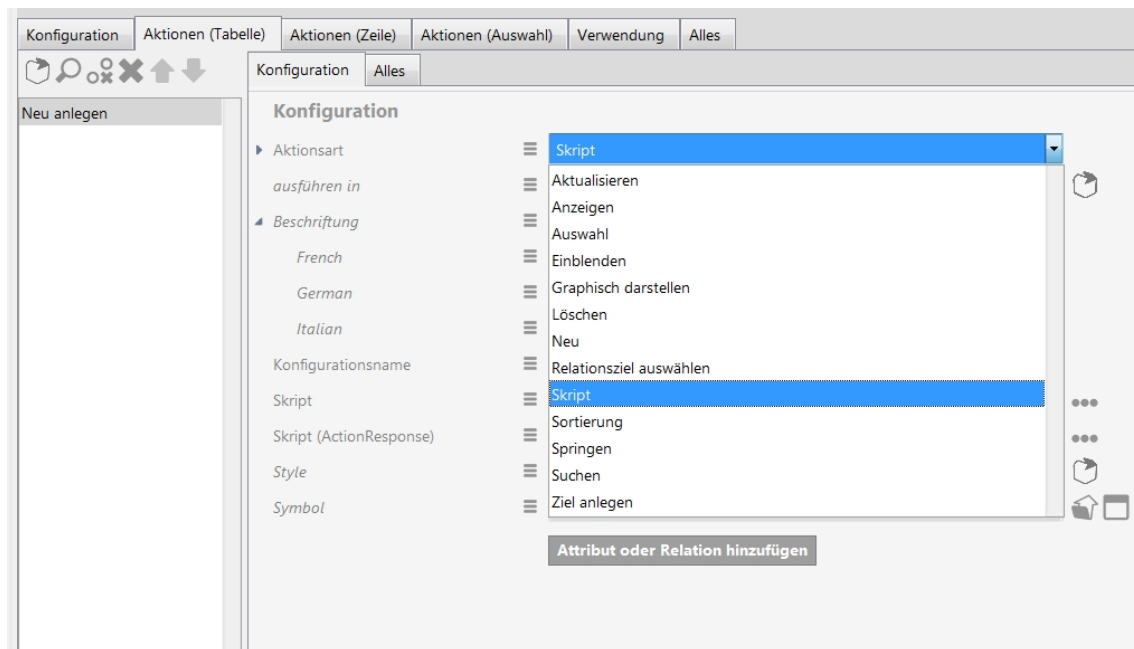 Konfiguration Aktionen (Tabelle) Aktionen (Zeile) Aktionen (Auswahl) Verwendung Alles
Konfiguration Alles
Neu anlegen
Konfiguration
Aktionsart Skript
ausführen in
Beschriftung
French
German
Italian
Konfigurationsname
Skript
Skript (ActionResponse)
Style
Symbol
Aktualisieren
Anzeigen
Auswahl
Einblenden
Graphisch darstellen
Löschen
Neu
Relationsziel auswählen
Skript
Sortierung
Springen
Suchen
Ziel anlegen
Attribut oder Relation hinzufügen